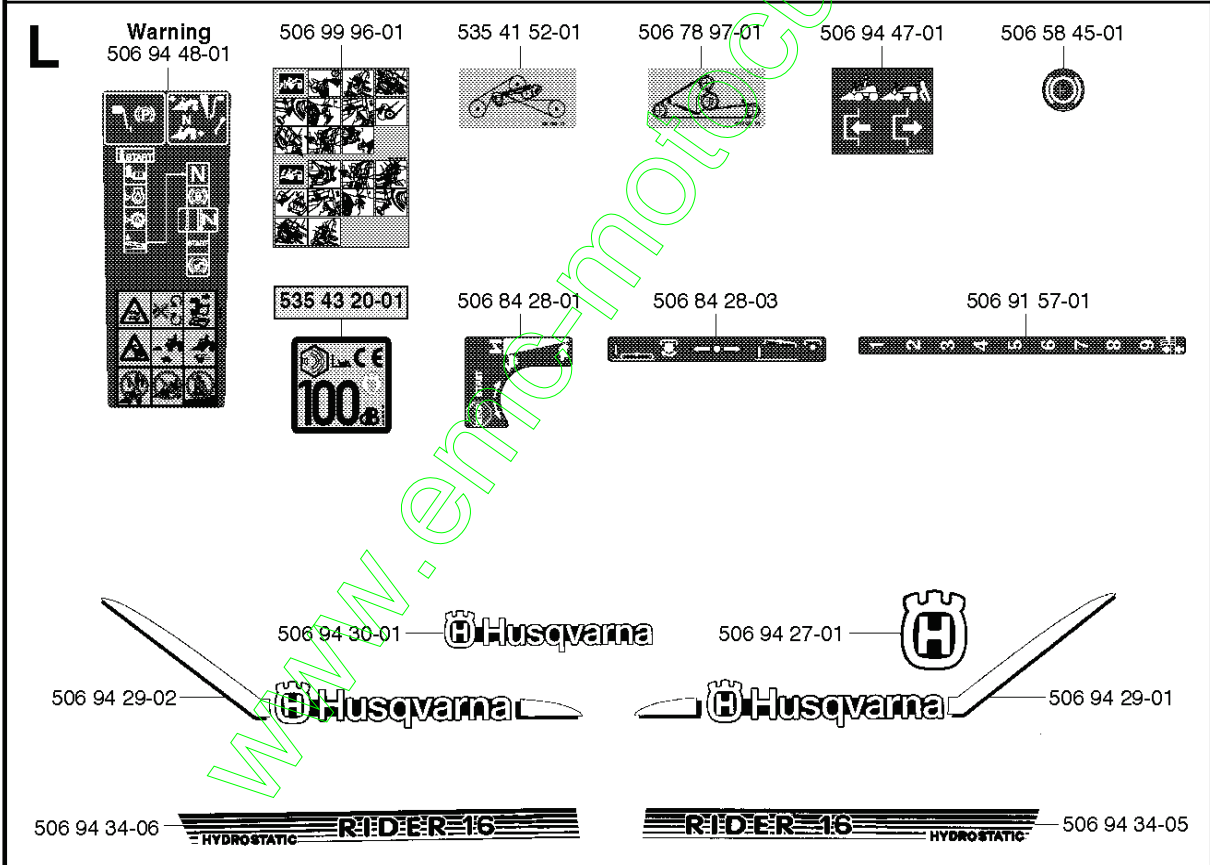 L
Warning
506 94 48-01
506 99 96-01
535 41 52-01
506 78 97-01
506 94 47-01
506 58 45-01
N
N
N
535 43 20-01
506 84 28-01
506 84 28-03
506 91 57-01
CE
100 dB
1 2 3 4 5 6 7 8 9
506 94 30-01
H Husqvarna
506 94 27-01
H
506 94 29-02
H Husqvarna
H Husqvarna
506 94 29-01
506 94 34-06
RIDER 16
HYDROSTATIC
RIDER 16
HYDROSTATIC
506 94 34-05
www.emc-motocu